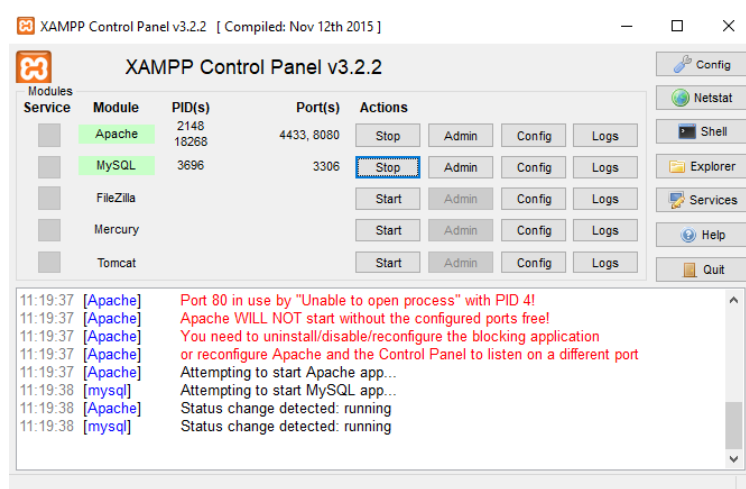 XAMPP Control Panel v3.2.2 [ Compiled: Nov 12th 2015 ]
XAMPP Control Panel v3.2.2
Config
Modules
Service Module PID(s) Port(s) Actions
Netstat
Apache 2148 18268 4433, 8080 Stop Admin Config Logs
Shell
MySQL 3696 3306 Stop Admin Config Logs
Explorer
FileZilla Start Admin Config Logs
Services
Mercury Start Admin Config Logs
Help
Tomcat Start Admin Config Logs
Quit
11:19:37 [Apache] Port 80 in use by "Unable to open process" with PID 4!
11:19:37 [Apache] Apache WILL NOT start without the configured ports free!
11:19:37 [Apache] You need to uninstall/disable/reconfigure the blocking application
11:19:37 [Apache] or reconfigure Apache and the Control Panel to listen on a different port
11:19:37 [Apache] Attempting to start Apache app...
11:19:38 [mysql] Attempting to start MySQL app...
11:19:38 [Apache] Status change detected: running
11:19:38 [mysql] Status change detected: running